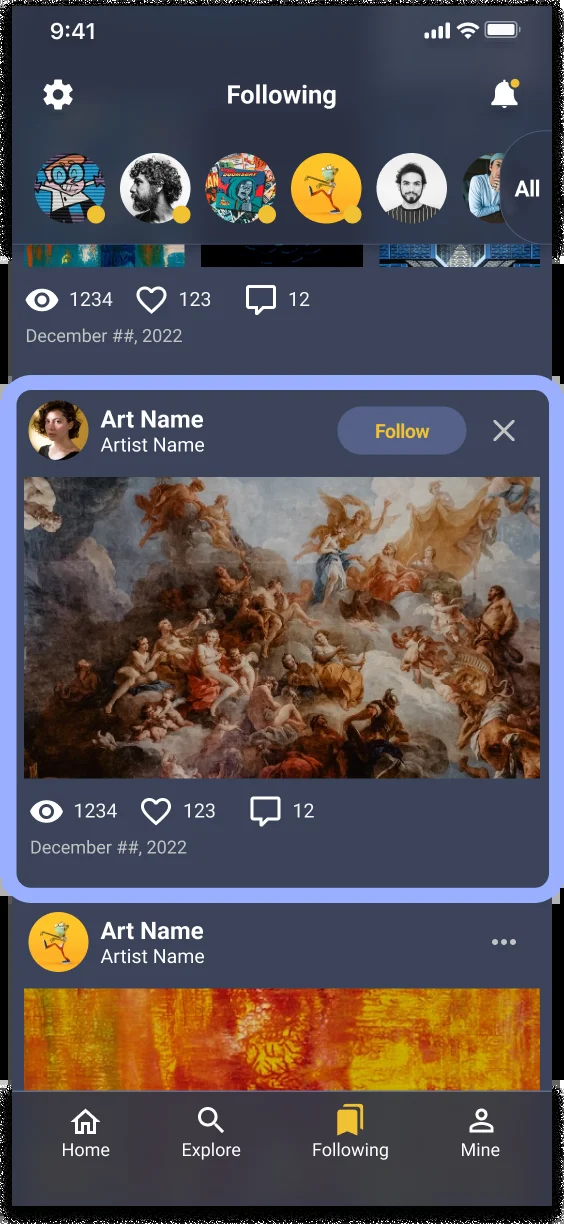 9:41
Following
All
1234 123 12
December ##, 2022
Art Name
Artist Name
Follow
1234 123 12
December ##, 2022
Art Name
Artist Name
Home Explore Following Mine